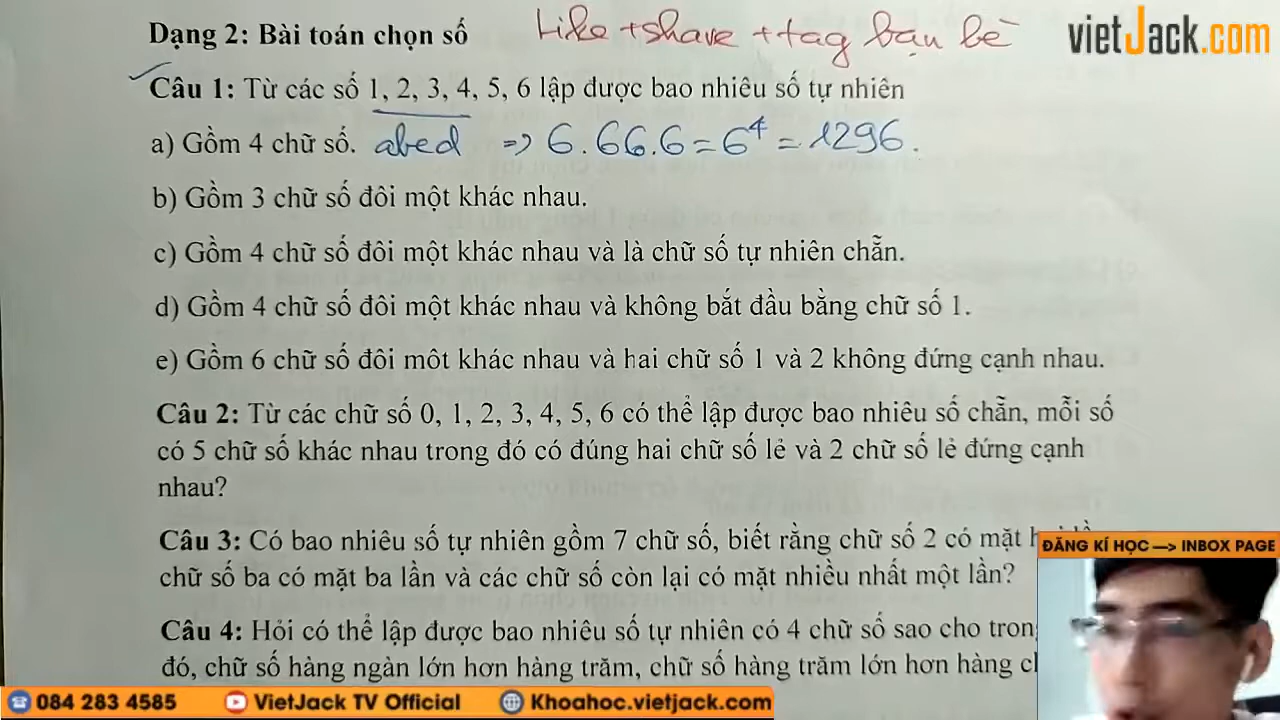 Dạng 2: Bài toán chọn số Like + share + tag bạn bè
vietJack.com
Câu 1: Từ các số 1, 2, 3, 4, 5, 6 lập được bao nhiêu số tự nhiên
a) Gồm 4 chữ số. abcd => 6.66.6 = 6⁴ = 1296.
b) Gồm 3 chữ số đôi một khác nhau.
c) Gồm 4 chữ số đôi một khác nhau và là chữ số tự nhiên chẵn.
d) Gồm 4 chữ số đôi một khác nhau và không bắt đầu bằng chữ số 1.
e) Gồm 6 chữ số đôi môt khác nhau và hai chữ số 1 và 2 không đứng cạnh nhau.
Câu 2: Từ các chữ số 0, 1, 2, 3, 4, 5, 6 có thể lập được bao nhiêu số chẵn, mỗi số
có 5 chữ số khác nhau trong đó có đúng hai chữ số lẻ và 2 chữ số lẻ đứng cạnh
nhau?
Câu 3: Có bao nhiêu số tự nhiên gồm 7 chữ số, biết rằng chữ số 2 có mặt
chữ số ba có mặt ba lần và các chữ số còn lại có mặt nhiều nhất một lần?
Câu 4: Hỏi có thể lập được bao nhiêu số tự nhiên có 4 chữ số sao cho
đó, chữ số hàng ngàn lớn hơn hàng trăm, chữ số hàng trăm lớn hơn hàng
ĐĂNG KÍ HỌC —> INBOX PAGE
084 283 4585 VietJack TV Official Khoahoc.vietjack.com